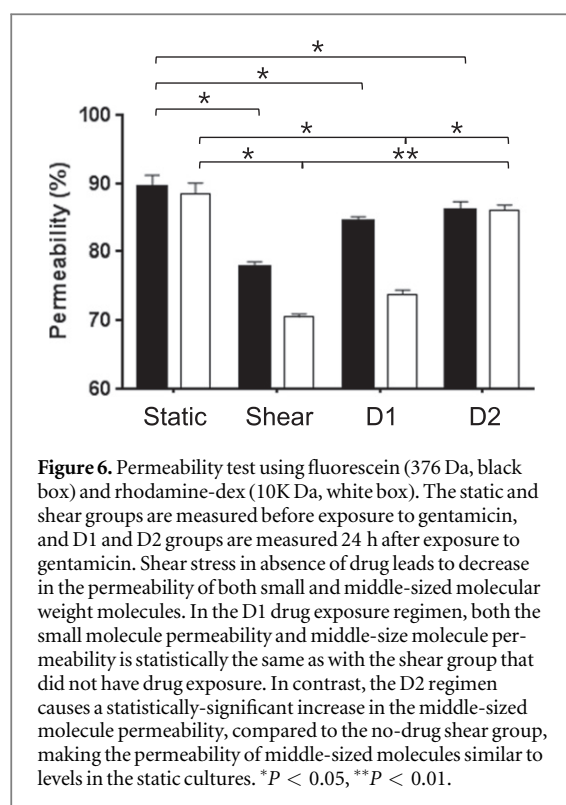 *
*
*
* *
* **
100
90
80
70
60
Permeability (%)
Static Shear D1 D2
Figure 6. Permeability test using fluorescein (376 Da, black
box) and rhodamine-dex (10K Da, white box). The static and
shear groups are measured before exposure to gentamicin,
and D1 and D2 groups are measured 24 h after exposure to
gentamicin. Shear stress in absence of drug leads to decrease
in the permeability of both small and middle-sized molecular
weight molecules. In the D1 drug exposure regimen, both the
small molecule permeability and middle-size molecule per-
meability is statistically the same as with the shear group that
did not have drug exposure. In contrast, the D2 regimen
causes a statistically-significant increase in the middle-sized
molecule permeability, compared to the no-drug shear group,
making the permeability of middle-sized molecules similar to
levels in the static cultures. *P < 0.05, **P < 0.01.